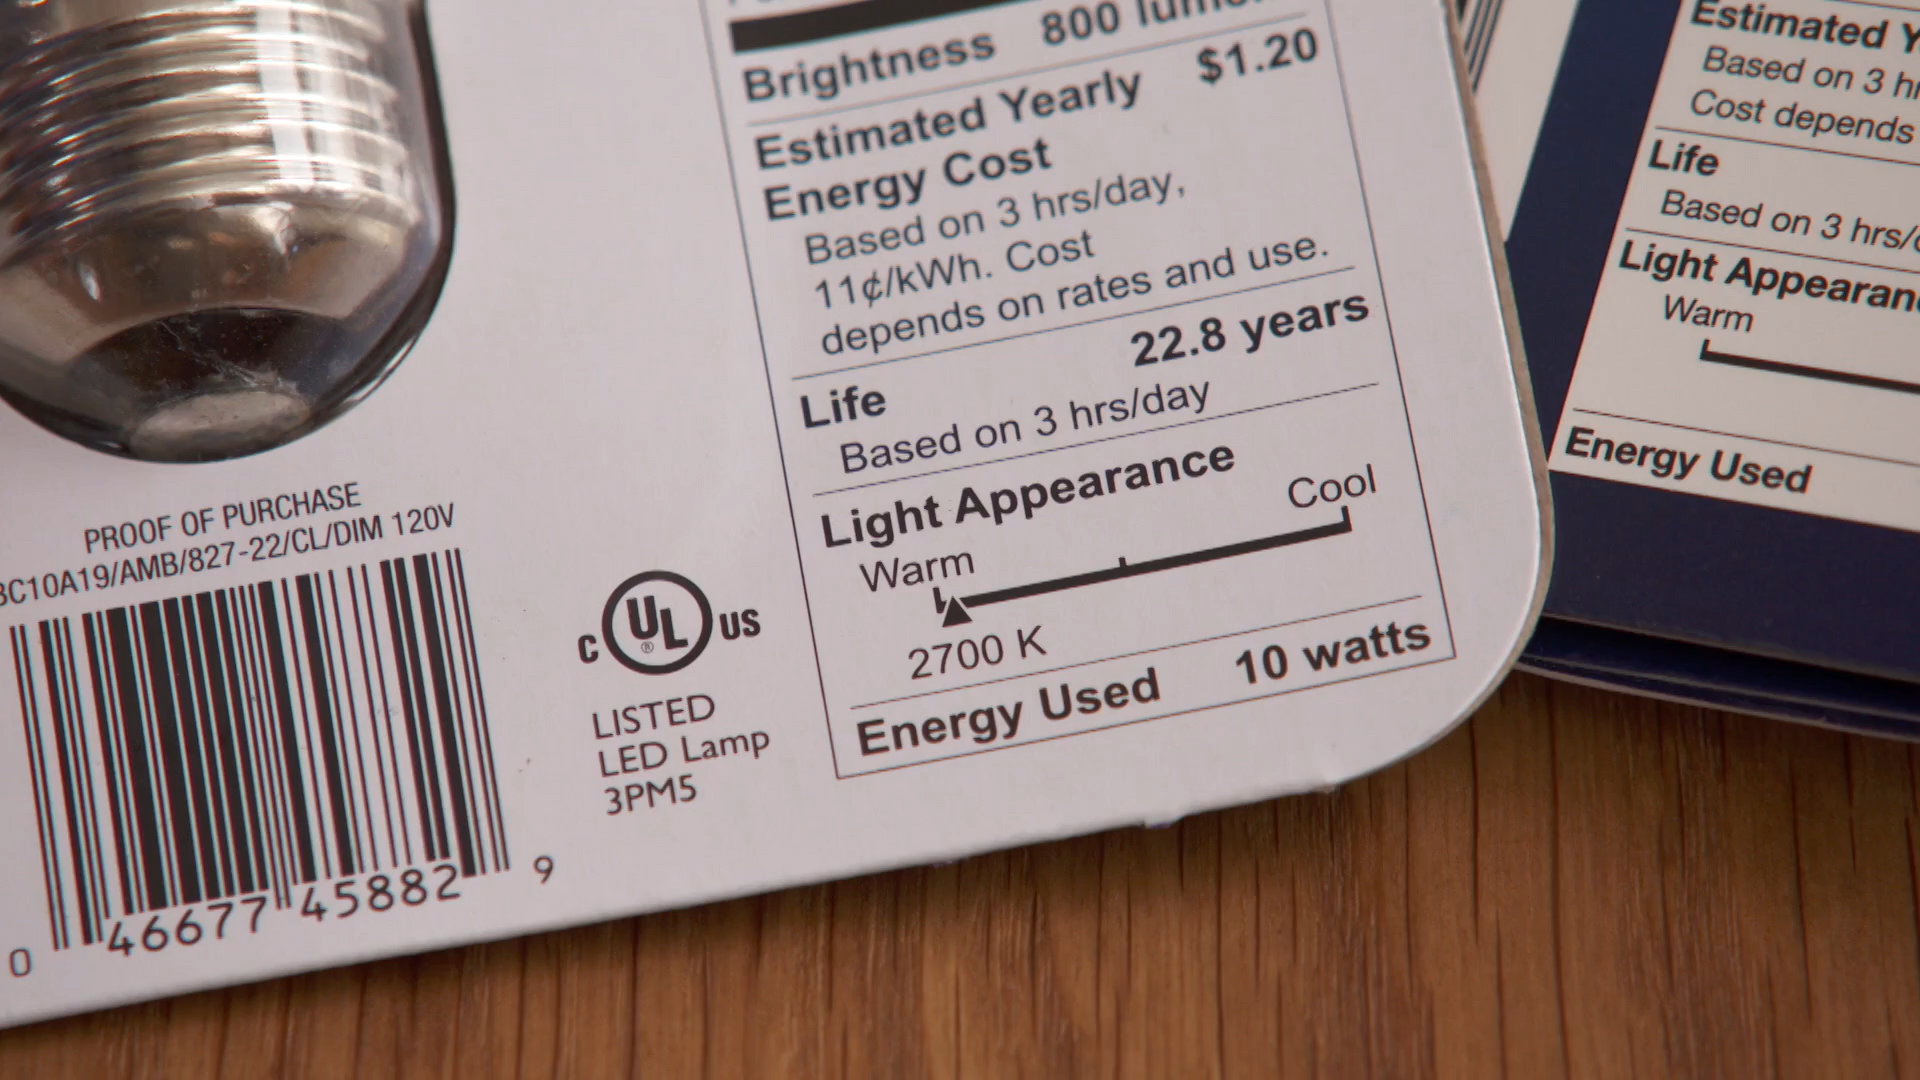 Brightness 800
Estimated Yearly $1.20
Energy Cost
Based on 3 hrs/day,
11¢/kWh. Cost
depends on rates and use.
Life 22.8 years
Based on 3 hrs/day
Light Appearance
Warm Cool
2700 K
Energy Used 10 watts
PROOF OF PURCHASE
BC10A19/AMB/827-22/CL/DIM 120V
0 46677 45882 9
C UL ® US
LISTED
LED Lamp
3PM5
Estimated
Based on 3
Cost depends
Life
Based on 3 hrs/
Light
Warm
Energy Used